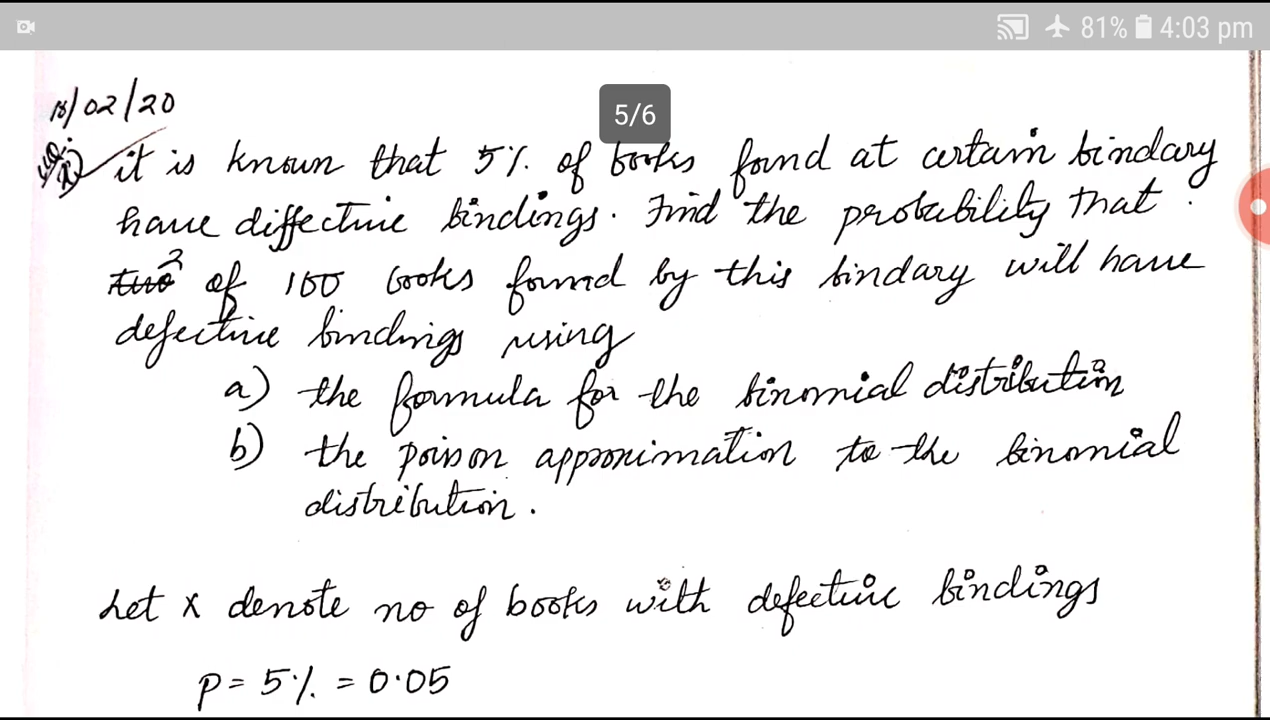 81% 4:03 pm
5/6
18/02/20
it is known that 5% of books found at certain bindary
have diffective bindings. Find the probability that
two 2 of 100 books found by this bindary will have
defective bindings using
a) the formula for the binomial distribution
b) the poison approximation to the binomial
distribution.
Let x denote no of books with defective bindings
p = 5% = 0.05